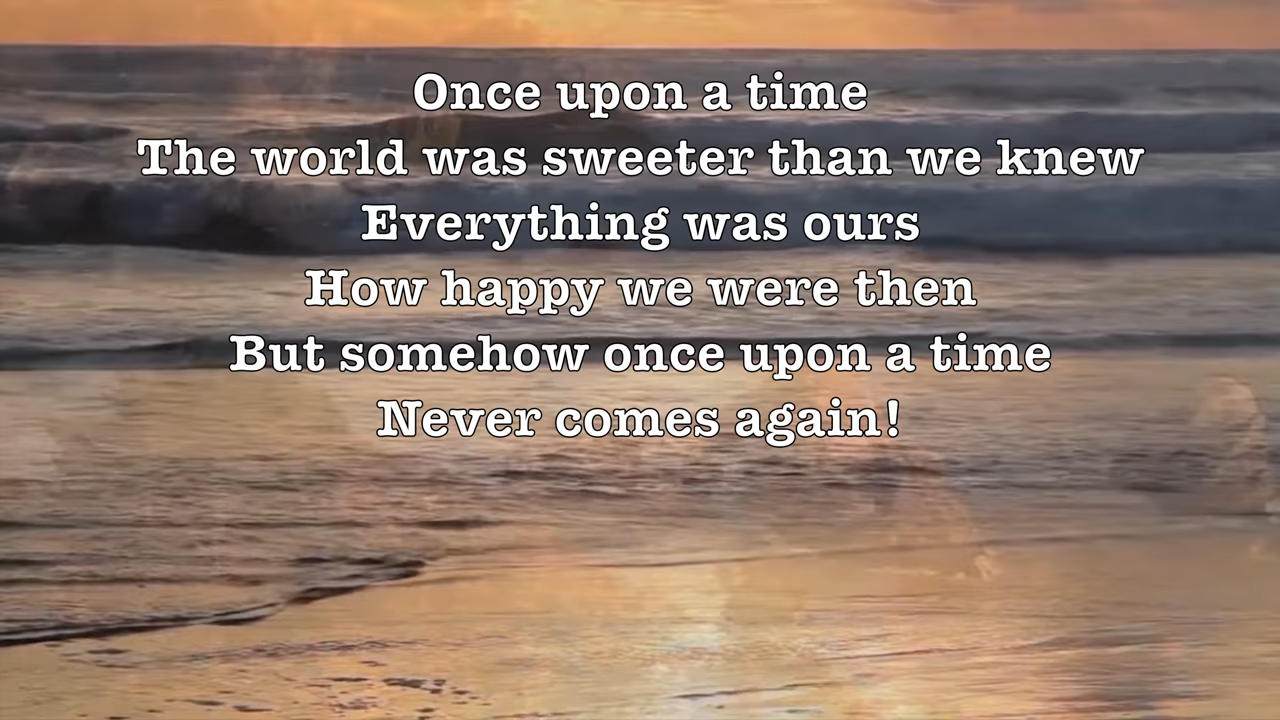 Once upon a time
The world was sweeter than we knew
Everything was ours
How happy we were then
But somehow once upon a time
Never comes again!